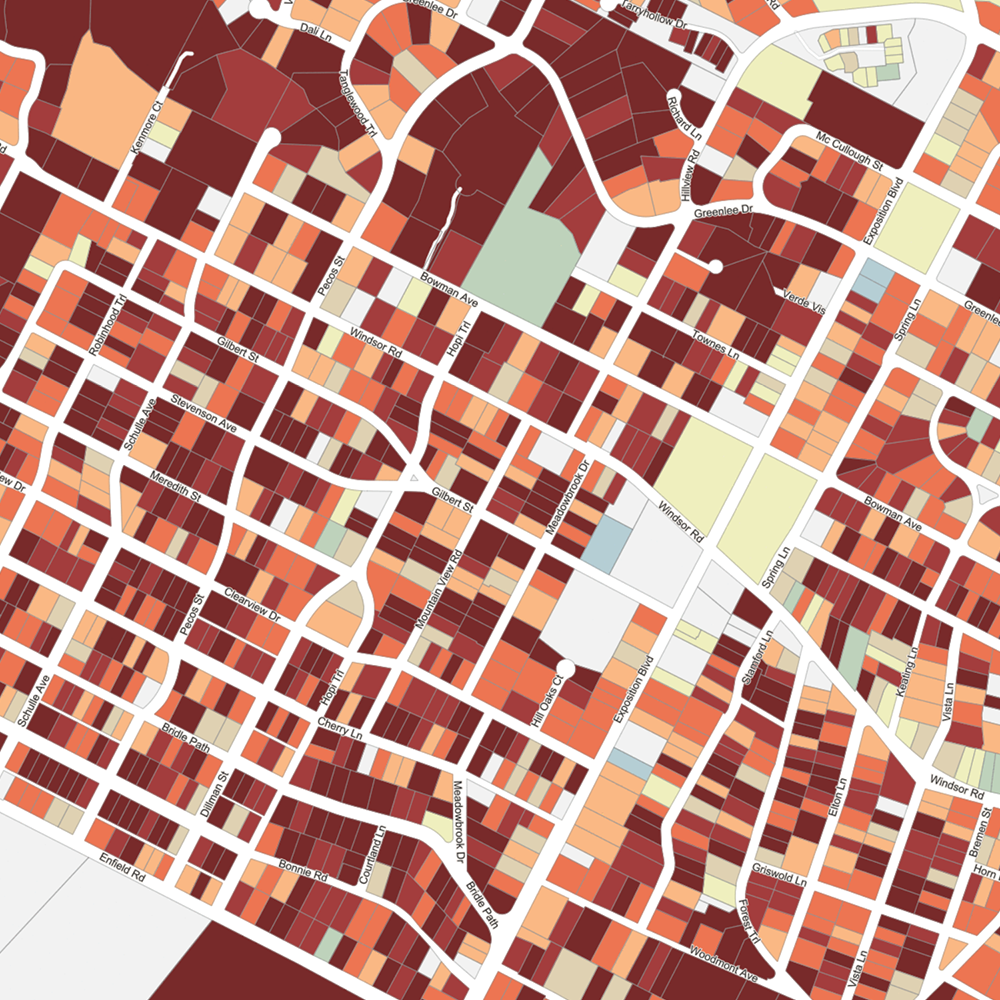 Greenlee Dr
Tarryhollow Dr
Rd
Dali Ln
Tanglewood Trl
Kenmore Ct
Richard Ln
Mc Cullough St
Hillview Rd
Exposition Blvd
Greenlee Dr
Pecos St
Bowman Ave
Verde Vis
Spring Ln
Greenlee
Robinhood Trl
Gilbert St
Windsor Rd
Hopi Trl
Townes Ln
Schulle Ave
Stevenson Ave
Meredith St
Gilbert St
Meadowbrook Dr
Windsor Rd
Bowman Ave
ew Dr
Spring Ln
Mountain View Rd
Clearview Dr
Pecos St
Stamford Ln
Keating Ln
Vista Ln
Schulle Ave
Hopi Trl
Hill Oaks Ct
Exposition Blvd
Cherry Ln
Bridle Path
Dillman St
Meadowbrook Dr
Elton Ln
Windsor Rd
Bremen St
Courtland Ln
Enfield Rd
Bonnie Rd
Bridle Path
Griswold Ln
Horn
Forest Trl
Woodmont Ave
Vista Ln